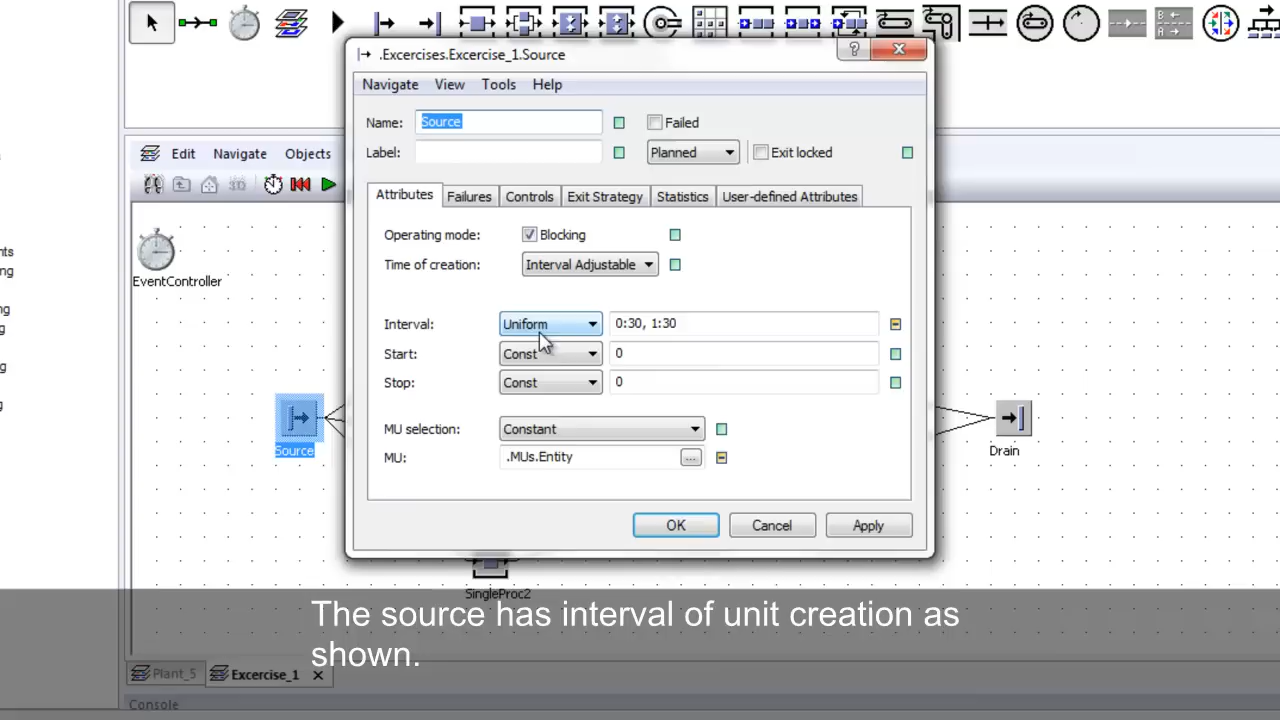 .Excercises.Excercise_1.Source
?
Navigate View Tools Help
Name: Source Failed
Label: Planned Exit locked
Edit Navigate Objects
3D
Attributes Failures Controls Exit Strategy Statistics User-defined Attributes
Operating mode: Blocking
Time of creation: Interval Adjustable
Interval: Uniform 0:30, 1:30
Start: Const 0
Stop: Const 0
MU selection: Constant
MU: .MUs.Entity ...
OK Cancel Apply
EventController
Source
Drain
SingleProc2
The source has interval of unit creation as
shown.
Plant_5 Excercise_1
Console